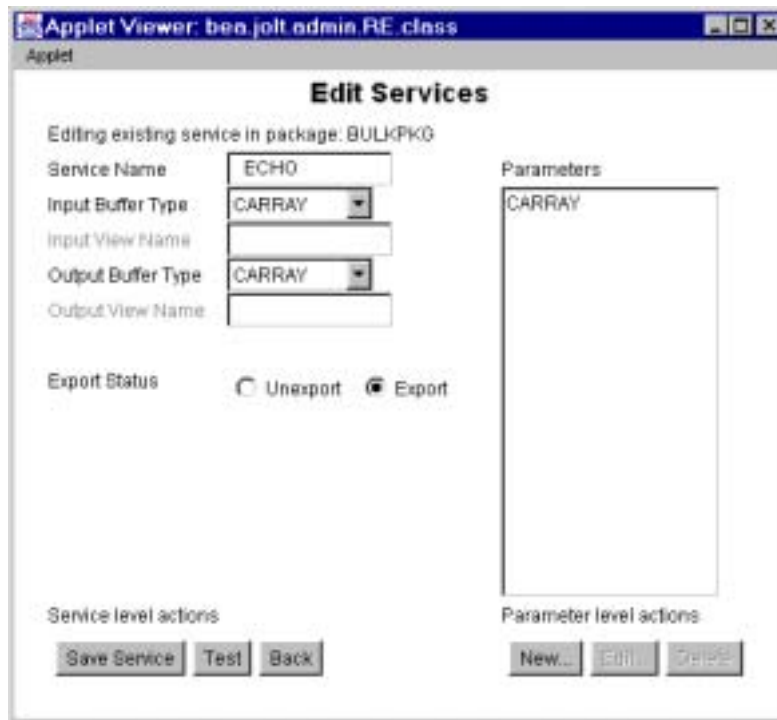 Applet Viewer: bea.jolt.admin.RE.class
Applet
Edit Services
Editing existing service in package: BULKPKG
Service Name ECHO
Parameters
Input Buffer Type CARRAY
CARRAY
Input View Name
Output Buffer Type CARRAY
Output View Name
Export Status Unexport Export
Service level actions
Parameter level actions
Save Service Test Back
New... Edit... Delete